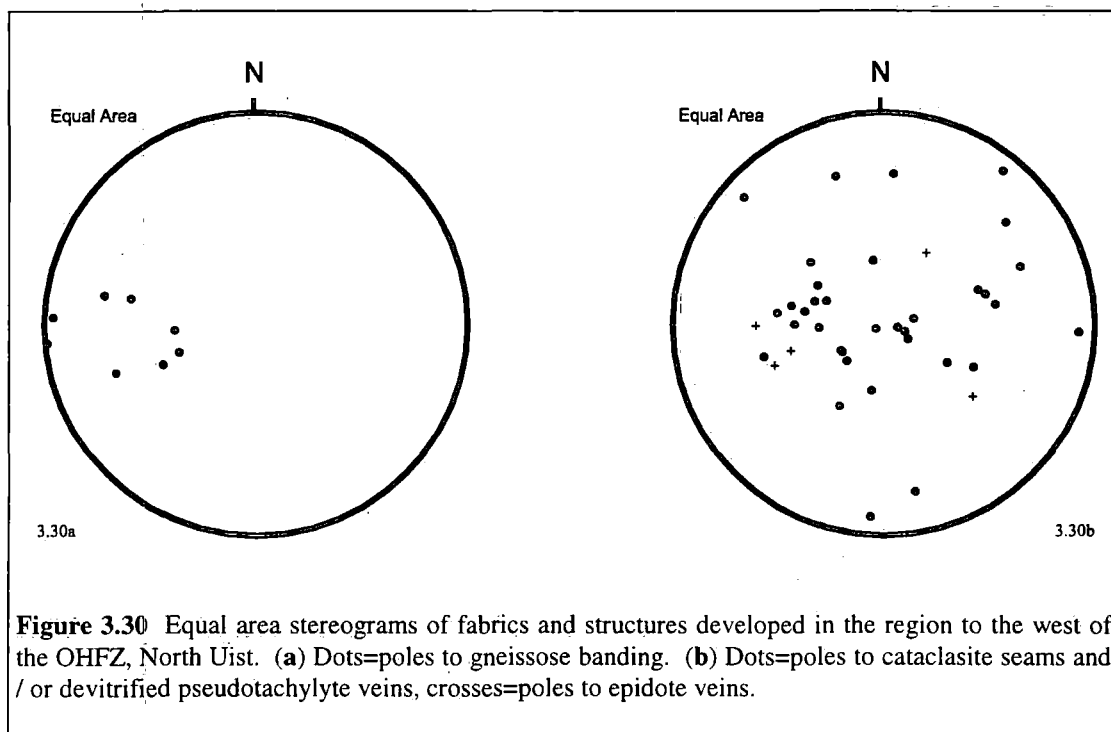 N
Equal Area
3.30a
N
Equal Area
3.30b
Figure 3.30 Equal area stereograms of fabrics and structures developed in the region to the west of
the OHFZ, North Uist. (a) Dots=poles to gneissose banding. (b) Dots=poles to cataclasite seams and
/ or devitrified pseudotachylyte veins, crosses=poles to epidote veins.